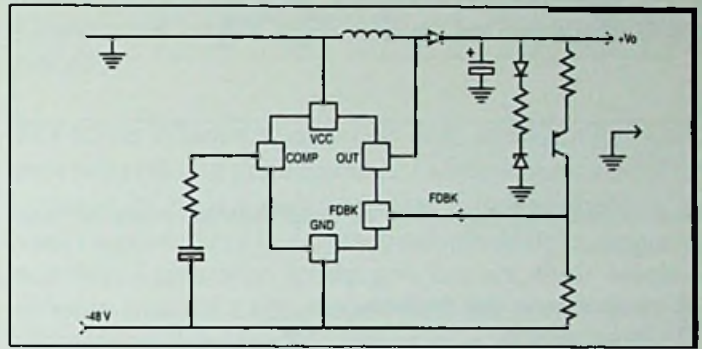 +Vo
+
VCC
COMP
OUT
FDBK
FDBK
GND
-48 V